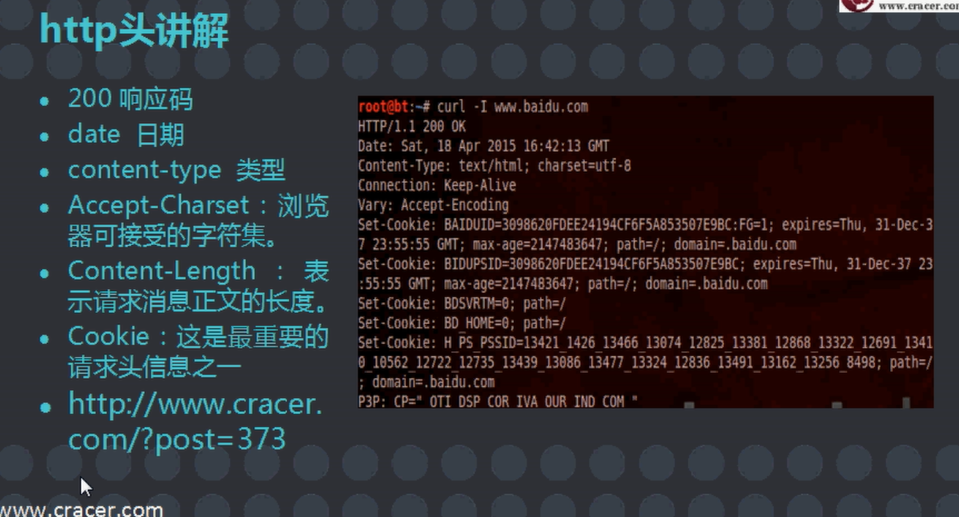 www.cracer.com
http头讲解
200 响应码
date 日期
content-type 类型
Accept-Charset：浏览
器可接受的字符集。
Content-Length ：表
示请求消息正文的长度。
Cookie：这是最重要的
请求头信息之一
http://www.cracer.
com/?post=373
root@bt:~# curl -I www.baidu.com
HTTP/1.1 200 OK
Date: Sat, 18 Apr 2015 16:42:13 GMT
Content-Type: text/html; charset=utf-8
Connection: Keep-Alive
Vary: Accept-Encoding
Set-Cookie: BAIDUID=3098620FDEE24194CF6F5A853507E9BC:FG=1; expires=Thu, 31-Dec-3
7 23:55:55 GMT; max-age=2147483647; path=/; domain=.baidu.com
Set-Cookie: BIDUPSID=3098620FDEE24194CF6F5A853507E9BC; expires=Thu, 31-Dec-37 23
:55:55 GMT; max-age=2147483647; path=/; domain=.baidu.com
Set-Cookie: BDSVRTM=0; path=/
Set-Cookie: BD_HOME=0; path=/
Set-Cookie: H_PS_PSSID=13421_1426_13466_13074_12825_13381_12868_13322_12691_1341
0_10562_12722_12735_13439_13086_13477_13324_12836_13491_13162_13256_8498; path=/
; domain=.baidu.com
P3P: CP=" OTI DSP COR IVA OUR IND COM "
www.cracer.com